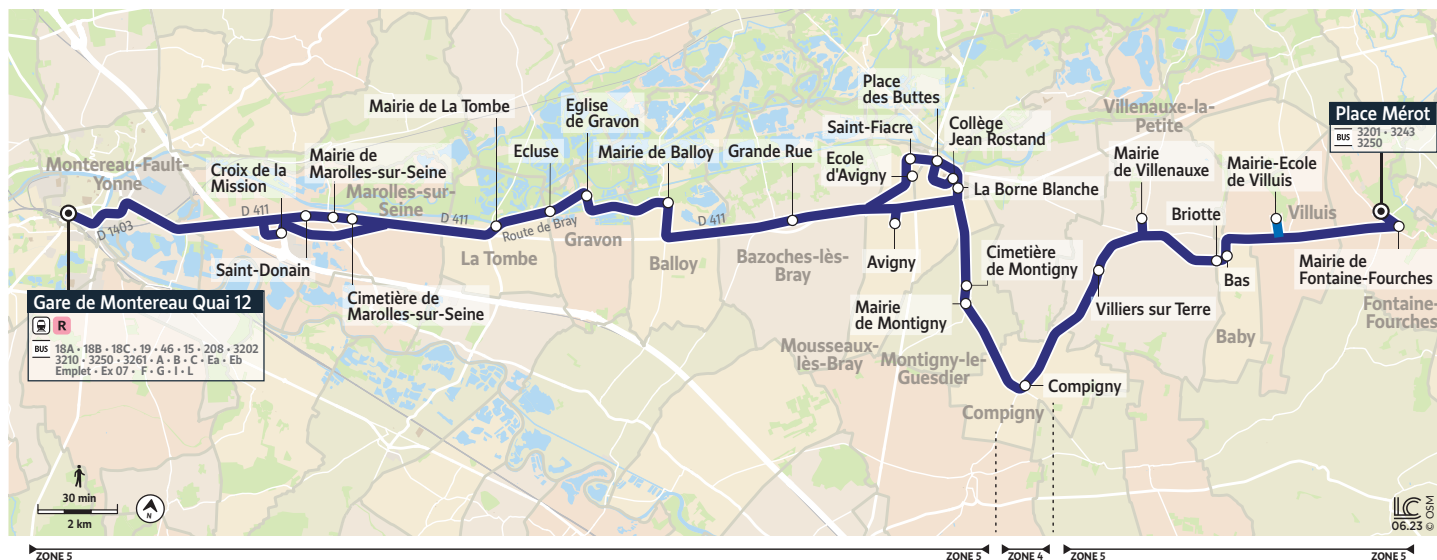 Place
des Buttes
Villenaux-la-
Petite
Mairie de La Tombe
Eglise
de Gravon
Saint-Fiacre
Collège
Jean Rostand
Place Mérot
BUS 3201 • 3243
3250
Montereau-Fault-
Yonne
Croix de la
Mission
Mairie de
Marolles-sur-Seine
Marolles-sur-
Seine
Ecluse
Mairie de Balloy
Grande Rue
Ecole
d'Avigny
La Borne Blanche
Mairie
de Villenauxe
Mairie-Ecole
de Villuis
Villuis
Briotte
D 1403
D 411
D 411
Route de Bray
D 411
Saint-Donain
La Tombe
Gravon
Balloy
Bazoches-lès-
Bray
Avigny
Cimetière
de Montigny
Bas
Mairie de
Fontaine-Fourches
Fontaine-
Fourches
Gare de Montereau Quai 12
R
BUS 18A • 18B • 18C • 19 • 46 • 15 • 208 • 3202
3210 • 3250 • 3261 • A • B • C • Ea • Eb
Emplet • Ex 07 • F • G • I • L
Cimetière de
Marolles-sur-Seine
Mairie
de Montigny
Villiers sur Terre
Baby
Mousseaux-
lès-Bray
Montigny-le-
Guesdier
Compigny
Compigny
30 min
2 km
N
LC
06.23 © OSM
ZONE 5
ZONE 5
ZONE 4
ZONE 5
ZONE 5